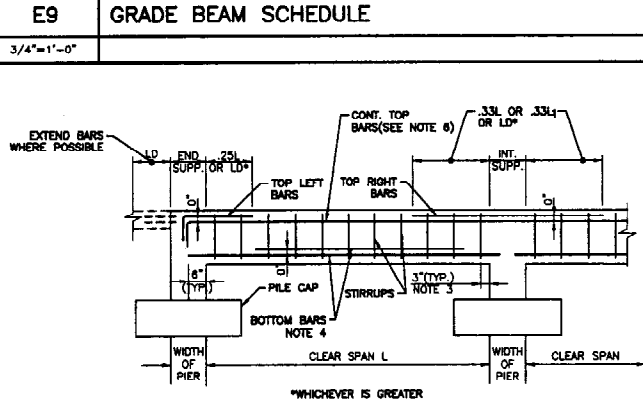 E9
GRADE BEAM SCHEDULE
3/4"=1'-0"
EXTEND BARS
WHERE POSSIBLE
LD
END
SUPP.
.25L
OR LD*
CONT. TOP
BARS(SEE NOTE 6)
.33L OR .33L1
OR LD*
INT.
SUPP.
TOP LEFT
BARS
TOP RIGHT
BARS
"D"
"D"
6"
(TYP.)
"D"
PILE CAP
STIRRUPS
3"(TYP.)
NOTE 3
BOTTOM BARS
NOTE 4
WIDTH
OF
PIER
CLEAR SPAN L
WIDTH
OF
PIER
CLEAR SPAN
*WHICHEVER IS GREATER